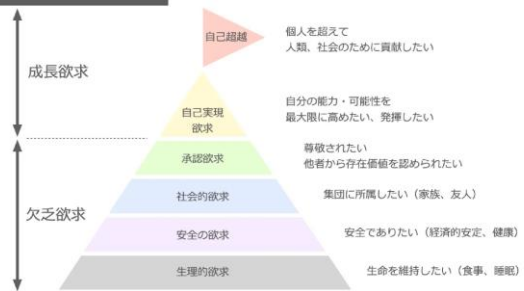 成長欲求
欠乏欲求
自己超越
個人を超えて
人類、社会のために貢献したい
自己実現
欲求
自分の能力・可能性を
最大限に高めたい、発揮したい
承認欲求
尊敬されたい
他者から存在価値を認められたい
社会的欲求
集団に所属したい（家族、友人）
安全の欲求
安全でありたい（経済的安定、健康）
生理的欲求
生命を維持したい（食事、睡眠）